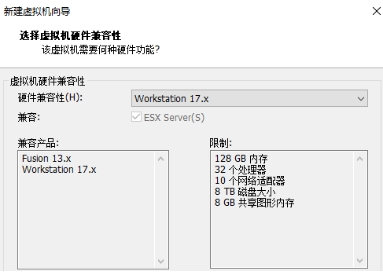 新建虚拟机向导
选择虚拟机硬件兼容性
该虚拟机需要何种硬件功能?
虚拟机硬件兼容性
硬件兼容性(H):
Workstation 17.x
兼容:
ESX Server(S)
兼容产品:
Fusion 13.x
Workstation 17.x
限制:
128 GB 内存
32 个处理器
10 个网络适配器
8 TB 磁盘大小
8 GB 共享图形内存